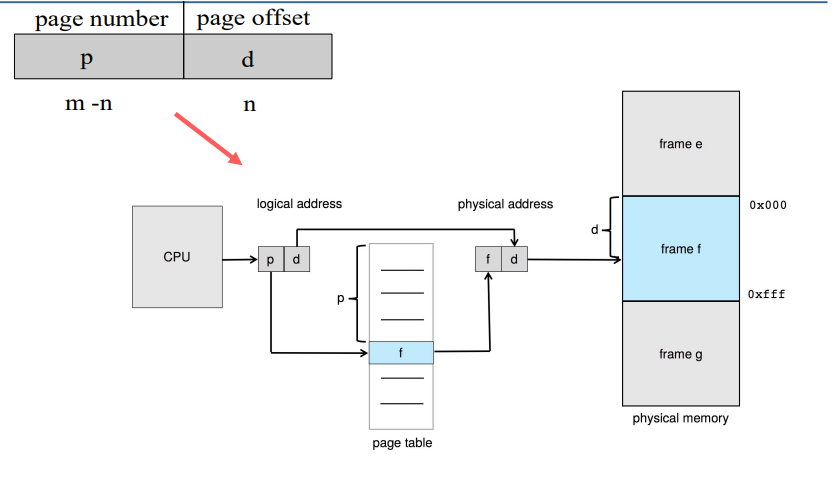 page number page offset
p d
m -n n
frame e
logical address physical address
0x000
d
frame f
CPU
p d
f d
p
0xfff
f
frame g
physical memory
page table